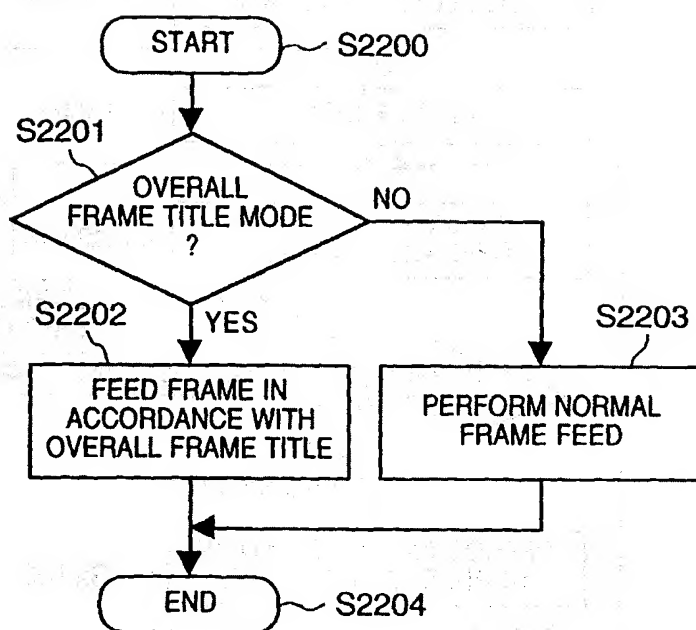 START
S2200
S2201
OVERALL
FRAME TITLE MODE
?
NO
S2202
YES
S2203
FEED FRAME IN
ACCORDANCE WITH
OVERALL FRAME TITLE
PERFORM NORMAL
FRAME FEED
END
S2204